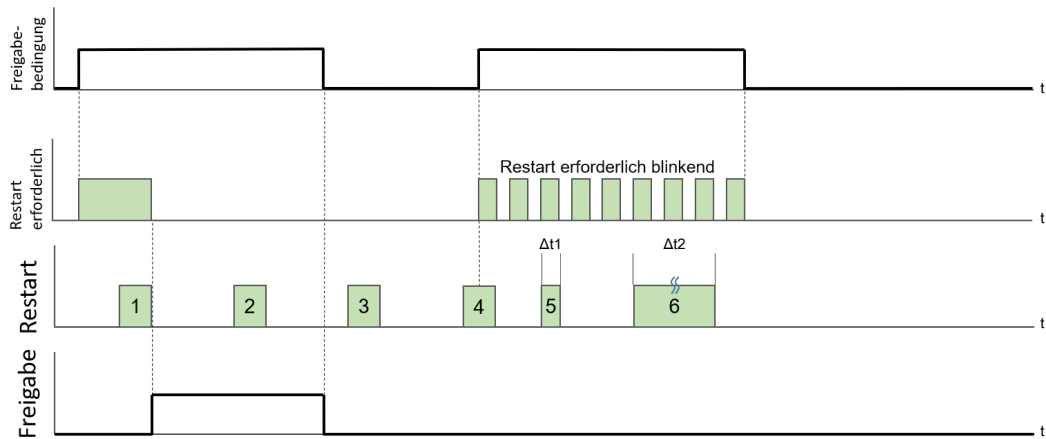 Freigabe-
bedingung
t
Restart
erforderlich
Restart erforderlich blinkend
t
Δt1
Δt2
Restart
1
2
3
4
5
6
t
Freigabe
t